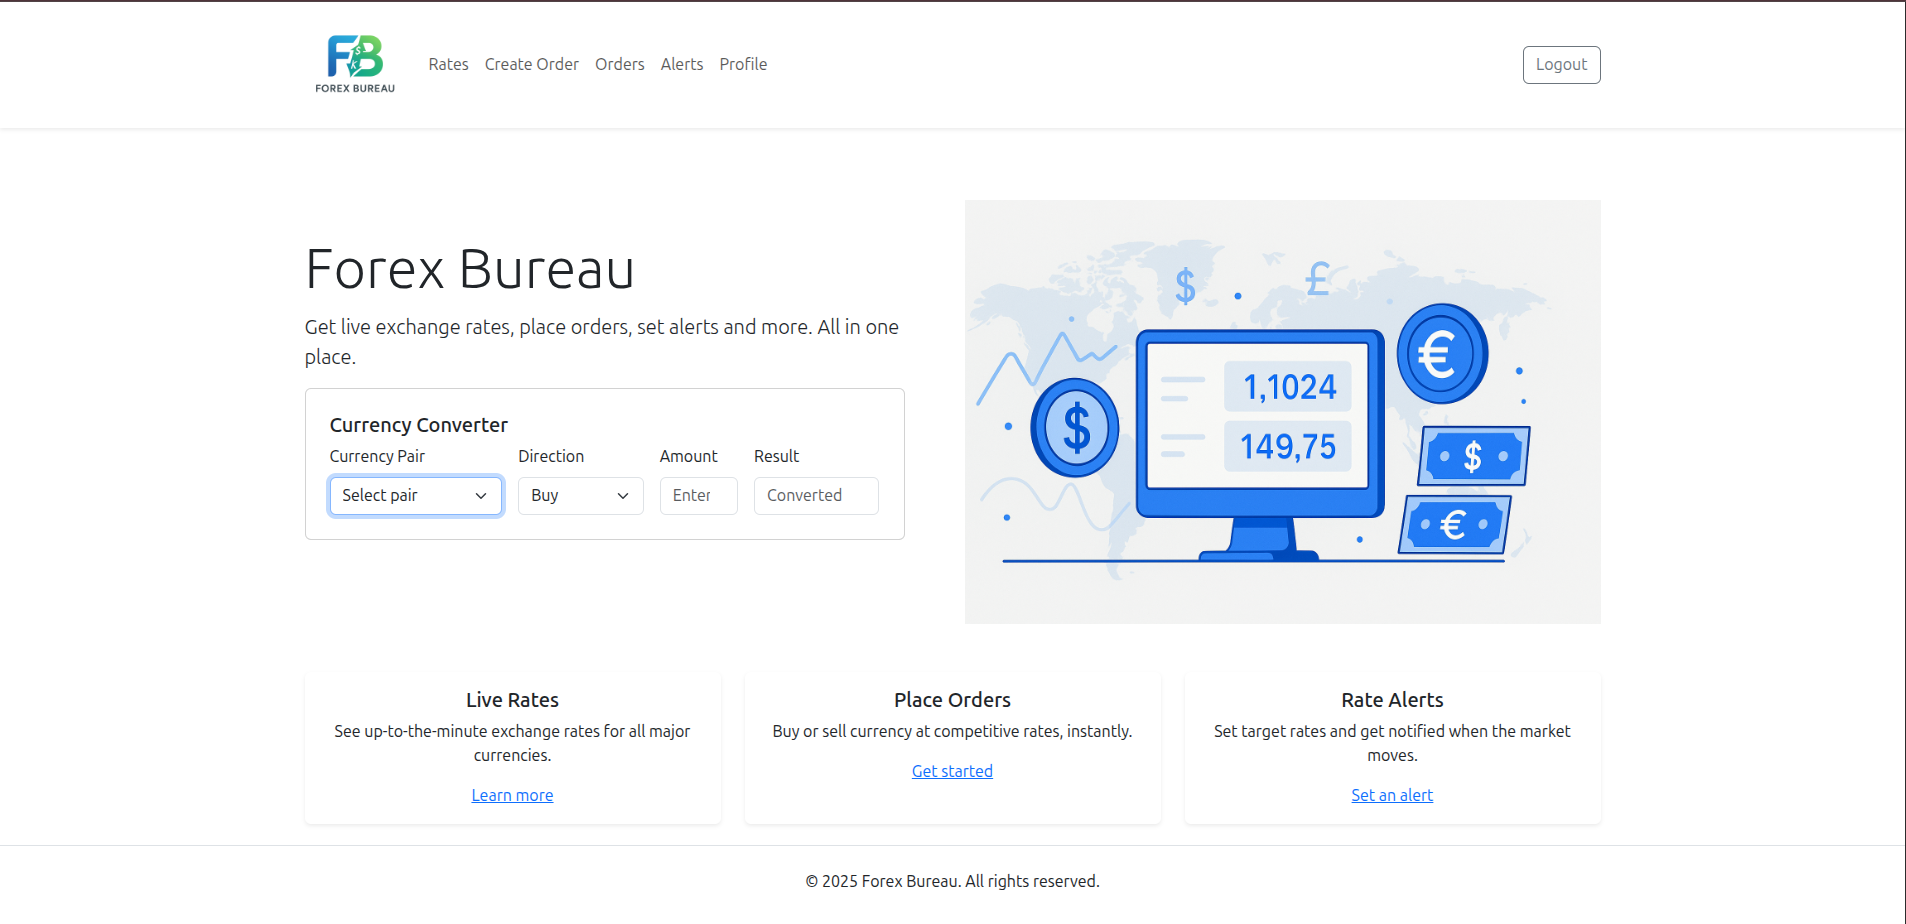 F$B
k
FOREX BUREAU
Rates Create Order Orders Alerts Profile
Logout
Forex Bureau
Get live exchange rates, place orders, set alerts and more. All in one
place.
Currency Converter
Currency Pair Direction Amount Result
Select pair Buy Enter Converted
$ £
€
1,1024
$
149,75
$
€
Live Rates
See up-to-the-minute exchange rates for all major
currencies.
Learn more
Place Orders
Buy or sell currency at competitive rates, instantly.
Get started
Rate Alerts
Set target rates and get notified when the market
moves.
Set an alert
© 2025 Forex Bureau. All rights reserved.